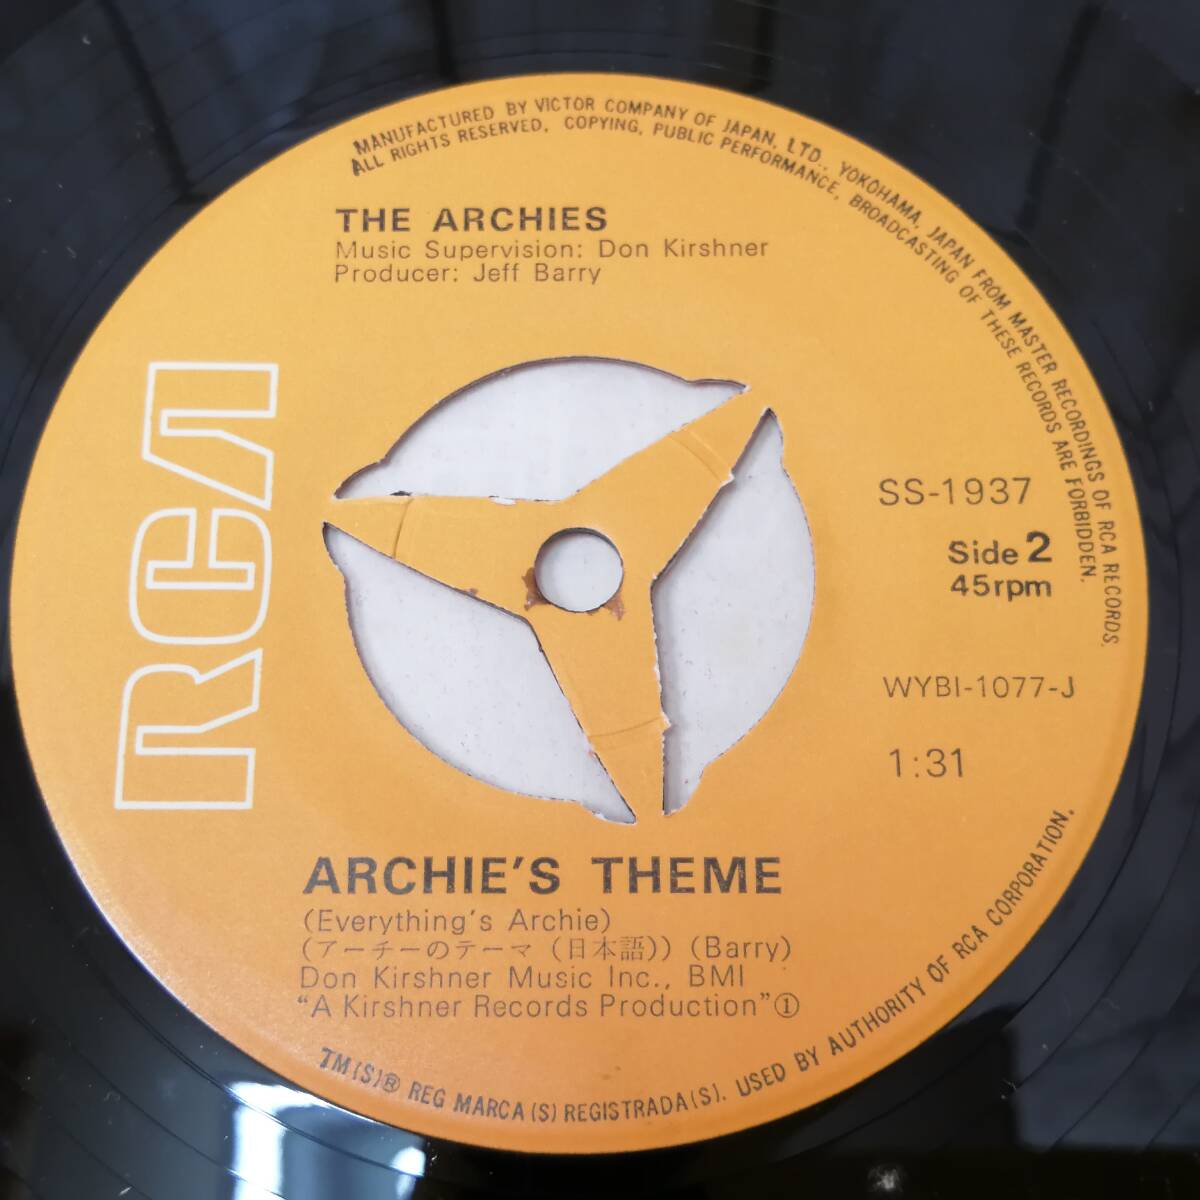 MANUFACTURED BY VICTOR COMPANY OF JAPAN, LTD., YOKOHAMA, JAPAN FROM MASTER RECORDINGS OF RCA RECORDS.
ALL RIGHTS RESERVED. COPYING, PUBLIC PERFORMANCE, BROADCASTING OF THESE RECORDS ARE FORBIDDEN.
THE ARCHIES
Music Supervision: Don Kirshner
Producer: Jeff Barry
RCA
SS-1937
Side 2
45rpm
WYBI-1077-J
1:31
ARCHIE'S THEME
(Everything's Archie)
(アーチーのテーマ (日本語)) (Barry)
Don Kirshner Music Inc., BMI
"A Kirshner Records Production" ①
TM(S)® REG MARCA(S) REGISTRADA(S). USED BY AUTHORITY OF RCA CORPORATION.